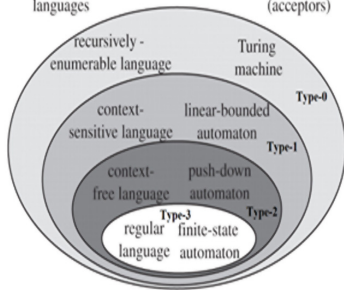 languages (acceptors)
recursively - Turing
enumerable language machine
Type-0
context- linear-bounded
sensitive language automaton
Type-1
context- push-down
free language automaton
Type-3 Type-2
regular finite-state
language automaton